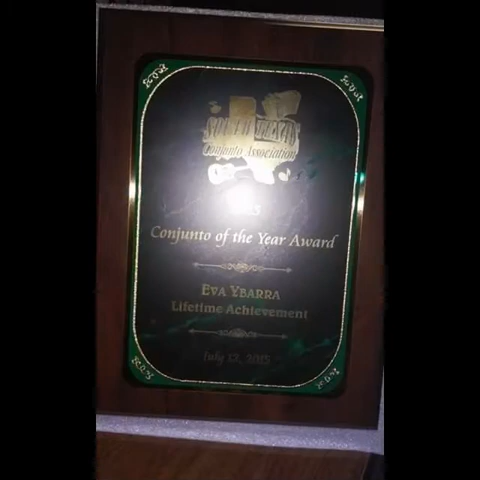 SOUTH TEXAS
Conjunto Association
Conjunto of the Year Award
EVA YBARRA
Lifetime Achievement
July 12, 2015